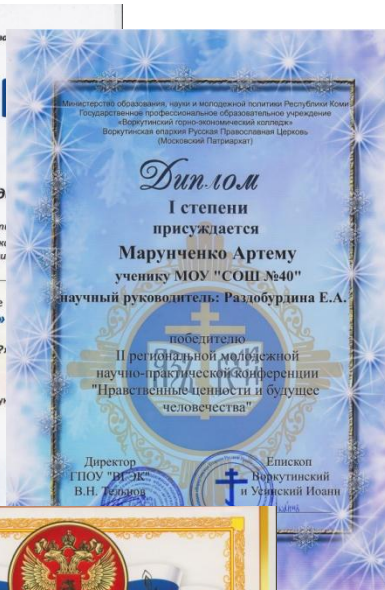 Министерство образования, науки и молодежной политики Республики Коми
Государственное профессиональное образовательное учреждение
«Воркутинский горно-экономический колледж»
Воркутинская епархия Русская Православная Церковь
(Московский Патриархат)
Диплом
I степени
присуждается
Марунченко Артему
ученику МОУ "СОШ №40"
научный руководитель: Раздобурдина Е.А.
победителю
II региональной молодежной
научно-практической конференции
"Нравственные ценности и будущее
человечества"
Директор
ГПОУ "ВГЭК"
В.Н.
Епископ
Воркутинский
и Усинский Иоанн